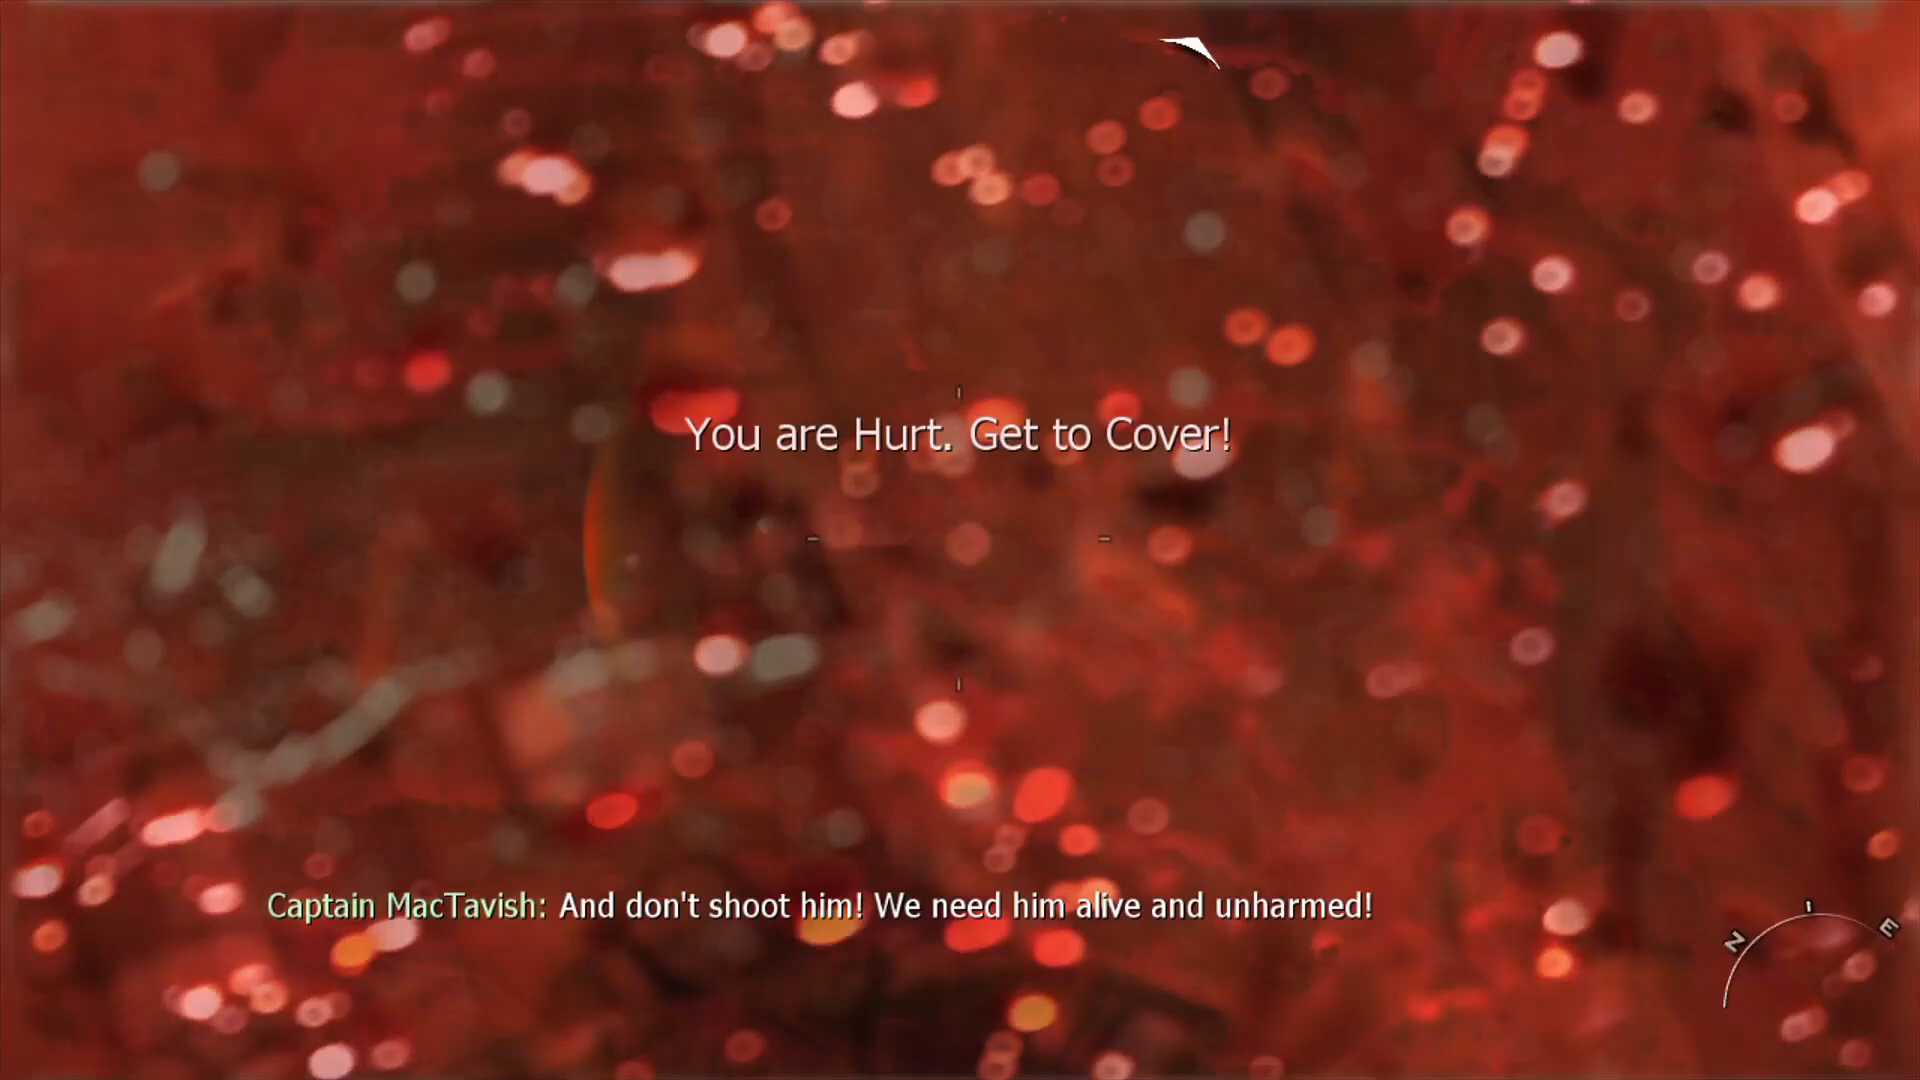 You are Hurt. Get to Cover!
Captain MacTavish: And don't shoot him! We need him alive and unharmed!
N
E